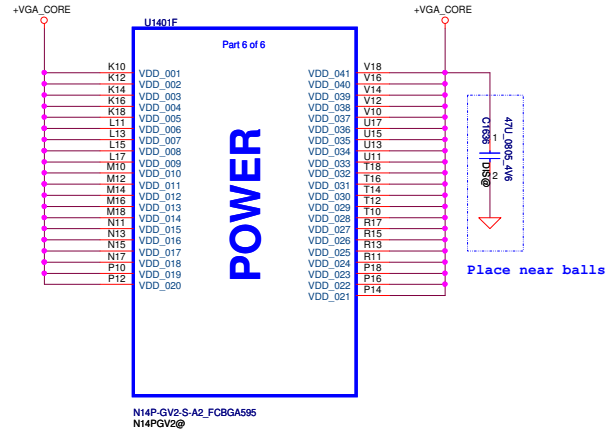 +VGA_CORE
U1401F
+VGA_CORE
Part 6 of 6
K10 VDD_001
K12 VDD_002
K14 VDD_003
K16 VDD_004
K18 VDD_005
L11 VDD_006
L13 VDD_007
L15 VDD_008
L17 VDD_009
M10 VDD_010
M12 VDD_011
M14 VDD_012
M16 VDD_013
M18 VDD_014
N11 VDD_015
N13 VDD_016
N15 VDD_017
N17 VDD_018
P10 VDD_019
P12 VDD_020
POWER
VDD_041 V18
VDD_040 V16
VDD_039 V14
VDD_038 V12
VDD_037 V10
VDD_036 U17
VDD_035 U15
VDD_034 U13
VDD_033 U11
VDD_032 T18
VDD_031 T16
VDD_030 T14
VDD_029 T12
VDD_028 T10
VDD_027 R17
VDD_026 R15
VDD_025 R13
VDD_024 R11
VDD_023 P18
VDD_022 P16
VDD_021 P14
47U_0805_4V6
C1636
1
2
DIS@
Place near balls
N14P-GV2-S-A2_FCBGA595
N14PGV2@